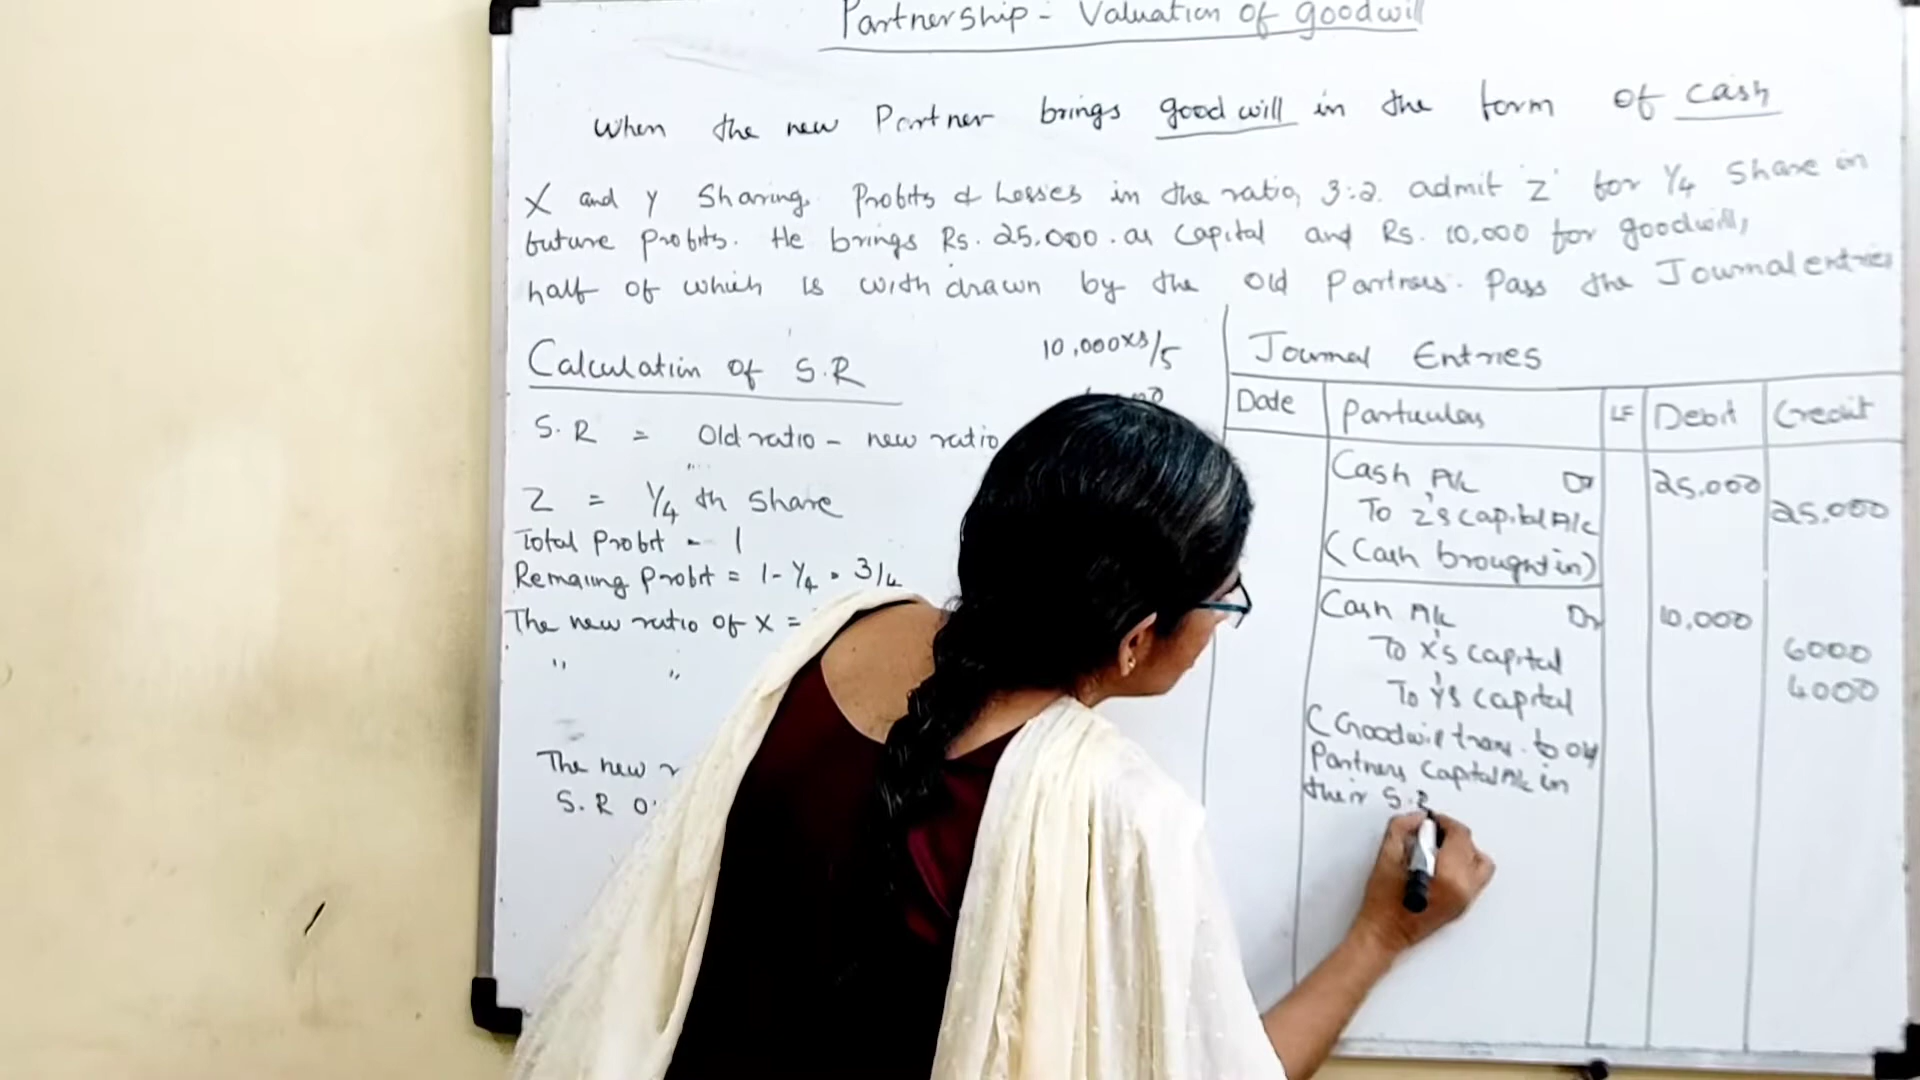 Partnership - Valuation of goodwill
When the new Partner brings good will in the form of cash
X and Y Sharing Profits & Losses in the ratio 3:2. admit 'Z' for 1/4 Share in
future profits. He brings Rs. 25,000. as Capital and Rs. 10,000 for goodwill,
half of which is withdrawn by the Old Partners. Pass the Journal entries
Calculation of S.R
10,000x3/5
S.R = Old ratio - new ratio
Z = 1/4 th Share
Total Profit - 1
Remaing Profit = 1 - 1/4 = 3/4
The new ratio of X =
" "
The new
S.R
Journal Entries
Date Particulars LF Debit Credit
Cash A/c Dr 25,000
To Z's Capital A/c 25,000
(Cash brought in)
Cash A/c Dr 10,000
To X's Capital 6000
To Y's Capital 4000
(Goodwill tran. to old
Partners Capital A/c in
their S.R